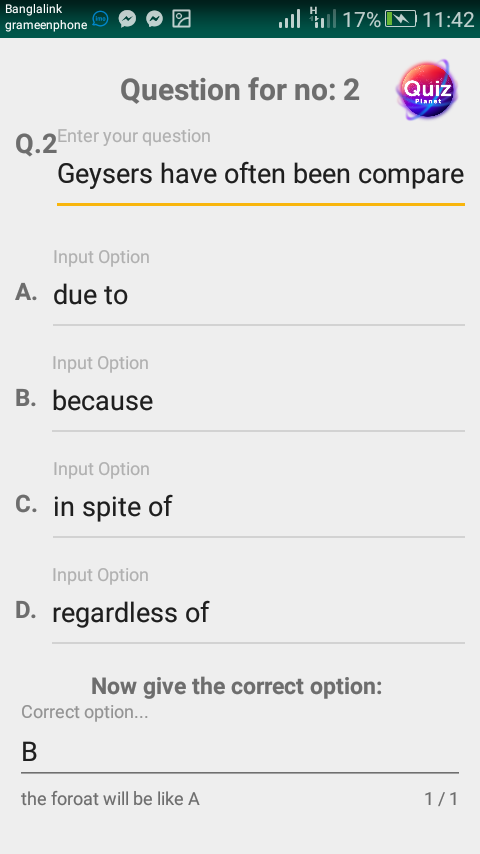 Banglalink
grameenphone
H
17%
11:42
Question for no: 2
Quiz
Planet
Q.2
Enter your question
Geysers have often been compare
Input Option
A.
due to
Input Option
B.
because
Input Option
C.
in spite of
Input Option
D.
regardless of
Now give the correct option:
Correct option...
B
the foroat will be like A
1 / 1